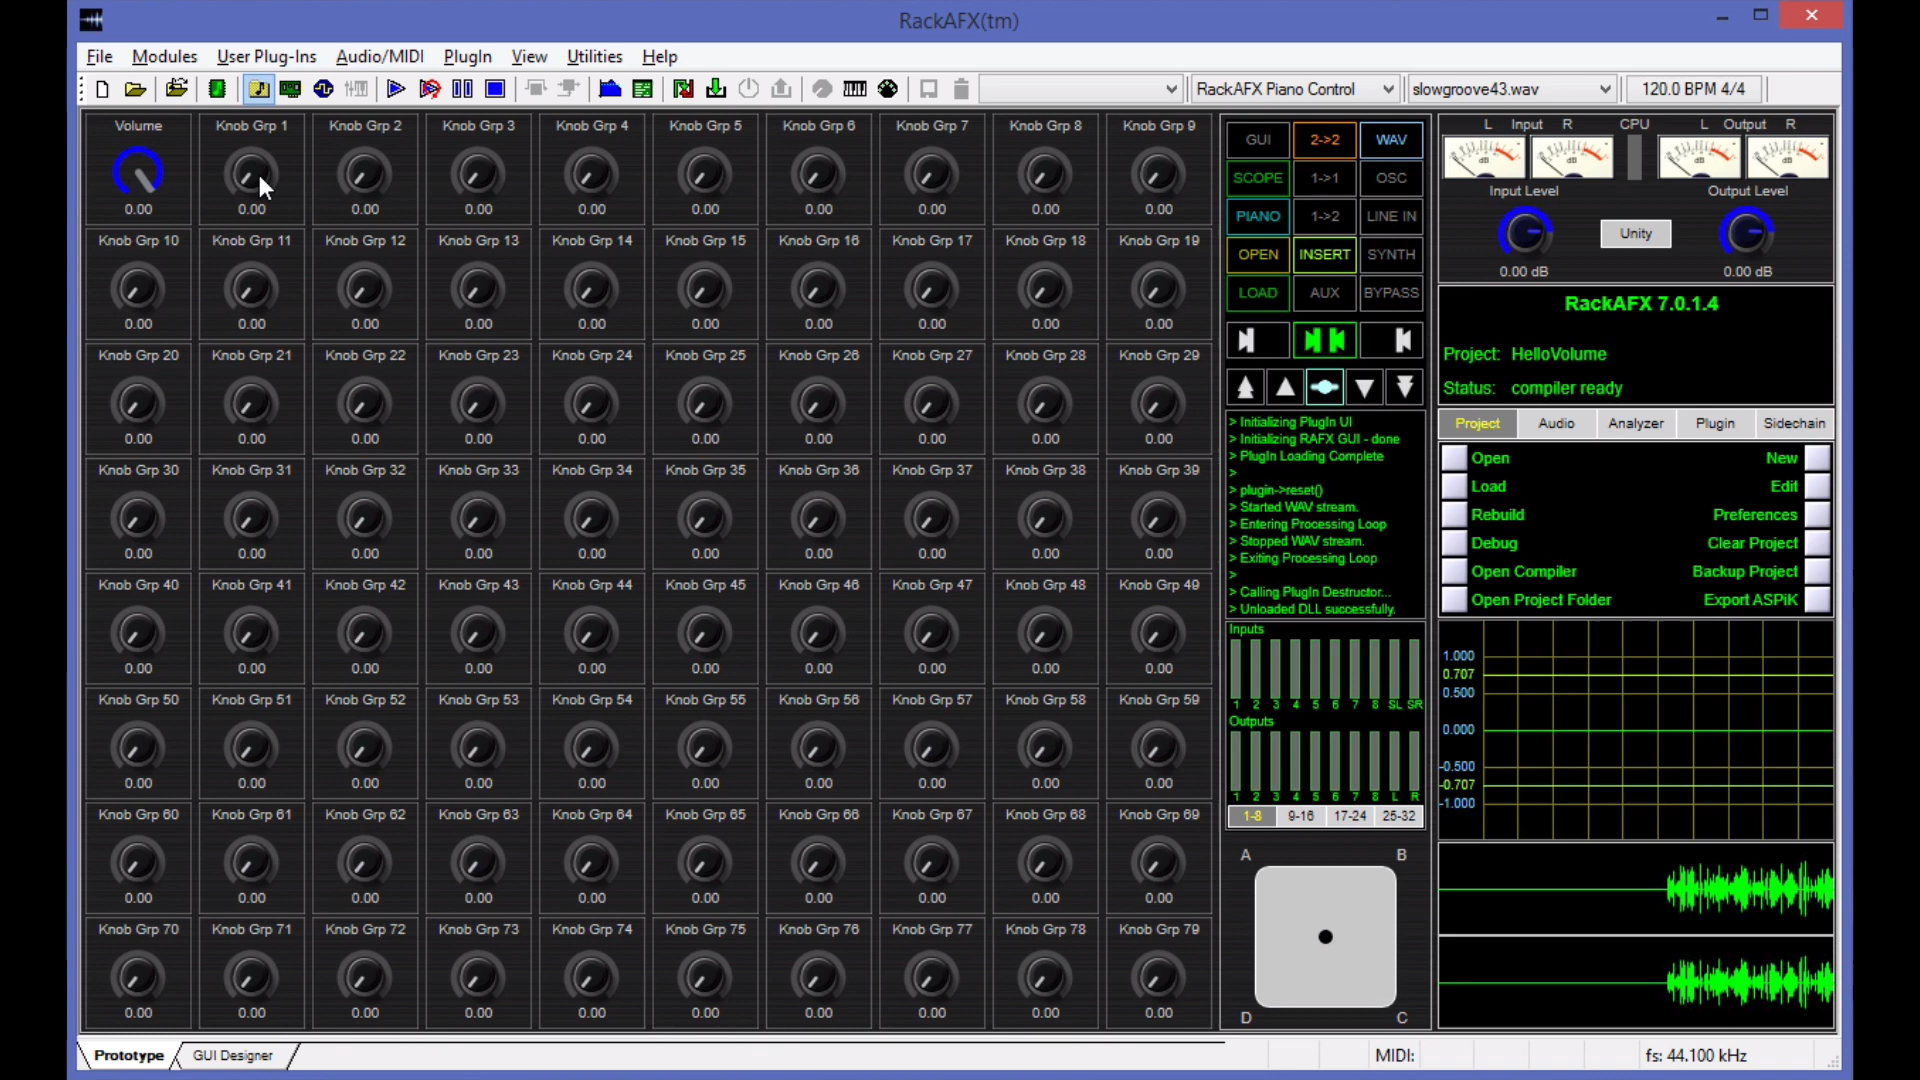 RackAFX(tm)
File Modules User Plug-Ins Audio/MIDI PlugIn View Utilities Help
RackAFX Piano Control slowgroove43.wav 120.0 BPM 4/4
Volume Knob Grp 1 Knob Grp 2 Knob Grp 3 Knob Grp 4 Knob Grp 5 Knob Grp 6 Knob Grp 7 Knob Grp 8 Knob Grp 9
0.00 0.00 0.00 0.00 0.00 0.00 0.00 0.00 0.00 0.00
Knob Grp 10 Knob Grp 11 Knob Grp 12 Knob Grp 13 Knob Grp 14 Knob Grp 15 Knob Grp 16 Knob Grp 17 Knob Grp 18 Knob Grp 19
0.00 0.00 0.00 0.00 0.00 0.00 0.00 0.00 0.00 0.00
Knob Grp 20 Knob Grp 21 Knob Grp 22 Knob Grp 23 Knob Grp 24 Knob Grp 25 Knob Grp 26 Knob Grp 27 Knob Grp 28 Knob Grp 29
0.00 0.00 0.00 0.00 0.00 0.00 0.00 0.00 0.00 0.00
Knob Grp 30 Knob Grp 31 Knob Grp 32 Knob Grp 33 Knob Grp 34 Knob Grp 35 Knob Grp 36 Knob Grp 37 Knob Grp 38 Knob Grp 39
0.00 0.00 0.00 0.00 0.00 0.00 0.00 0.00 0.00 0.00
Knob Grp 40 Knob Grp 41 Knob Grp 42 Knob Grp 43 Knob Grp 44 Knob Grp 45 Knob Grp 46 Knob Grp 47 Knob Grp 48 Knob Grp 49
0.00 0.00 0.00 0.00 0.00 0.00 0.00 0.00 0.00 0.00
Knob Grp 50 Knob Grp 51 Knob Grp 52 Knob Grp 53 Knob Grp 54 Knob Grp 55 Knob Grp 56 Knob Grp 57 Knob Grp 58 Knob Grp 59
0.00 0.00 0.00 0.00 0.00 0.00 0.00 0.00 0.00 0.00
Knob Grp 60 Knob Grp 61 Knob Grp 62 Knob Grp 63 Knob Grp 64 Knob Grp 65 Knob Grp 66 Knob Grp 67 Knob Grp 68 Knob Grp 69
0.00 0.00 0.00 0.00 0.00 0.00 0.00 0.00 0.00 0.00
Knob Grp 70 Knob Grp 71 Knob Grp 72 Knob Grp 73 Knob Grp 74 Knob Grp 75 Knob Grp 76 Knob Grp 77 Knob Grp 78 Knob Grp 79
0.00 0.00 0.00 0.00 0.00 0.00 0.00 0.00 0.00 0.00
GUI 2->2 WAV
SCOPE 1->1 OSC
PIANO 1->2 LINE IN
OPEN INSERT SYNTH
LOAD AUX BYPASS
> Initializing PlugIn UI
> Initializing RAFX GUI - done
> PlugIn Loading Complete
>
> plugin->reset()
> Started WAV stream.
> Entering Processing Loop
> Stopped WAV stream.
> Exiting Processing Loop
>
> Calling PlugIn Destructor...
> Unloaded DLL successfully.
Inputs
1 2 3 4 5 6 7 8 SL SR
Outputs
1 2 3 4 5 6 7 8 L R
1-8 9-16 17-24 25-32
A B
D C
L Input R CPU L Output R
dB dB dB dB
Input Level Output Level
Unity
0.00 dB 0.00 dB
RackAFX 7.0.1.4
Project: HelloVolume
Status: compiler ready
Project Audio Analyzer Plugin Sidechain
Open New
Load Edit
Rebuild Preferences
Debug Clear Project
Open Compiler Backup Project
Open Project Folder Export ASPiK
1.000
0.707
0.500
0.000
-0.500
-0.707
-1.000
Prototype GUI Designer MIDI: fs: 44.100 kHz